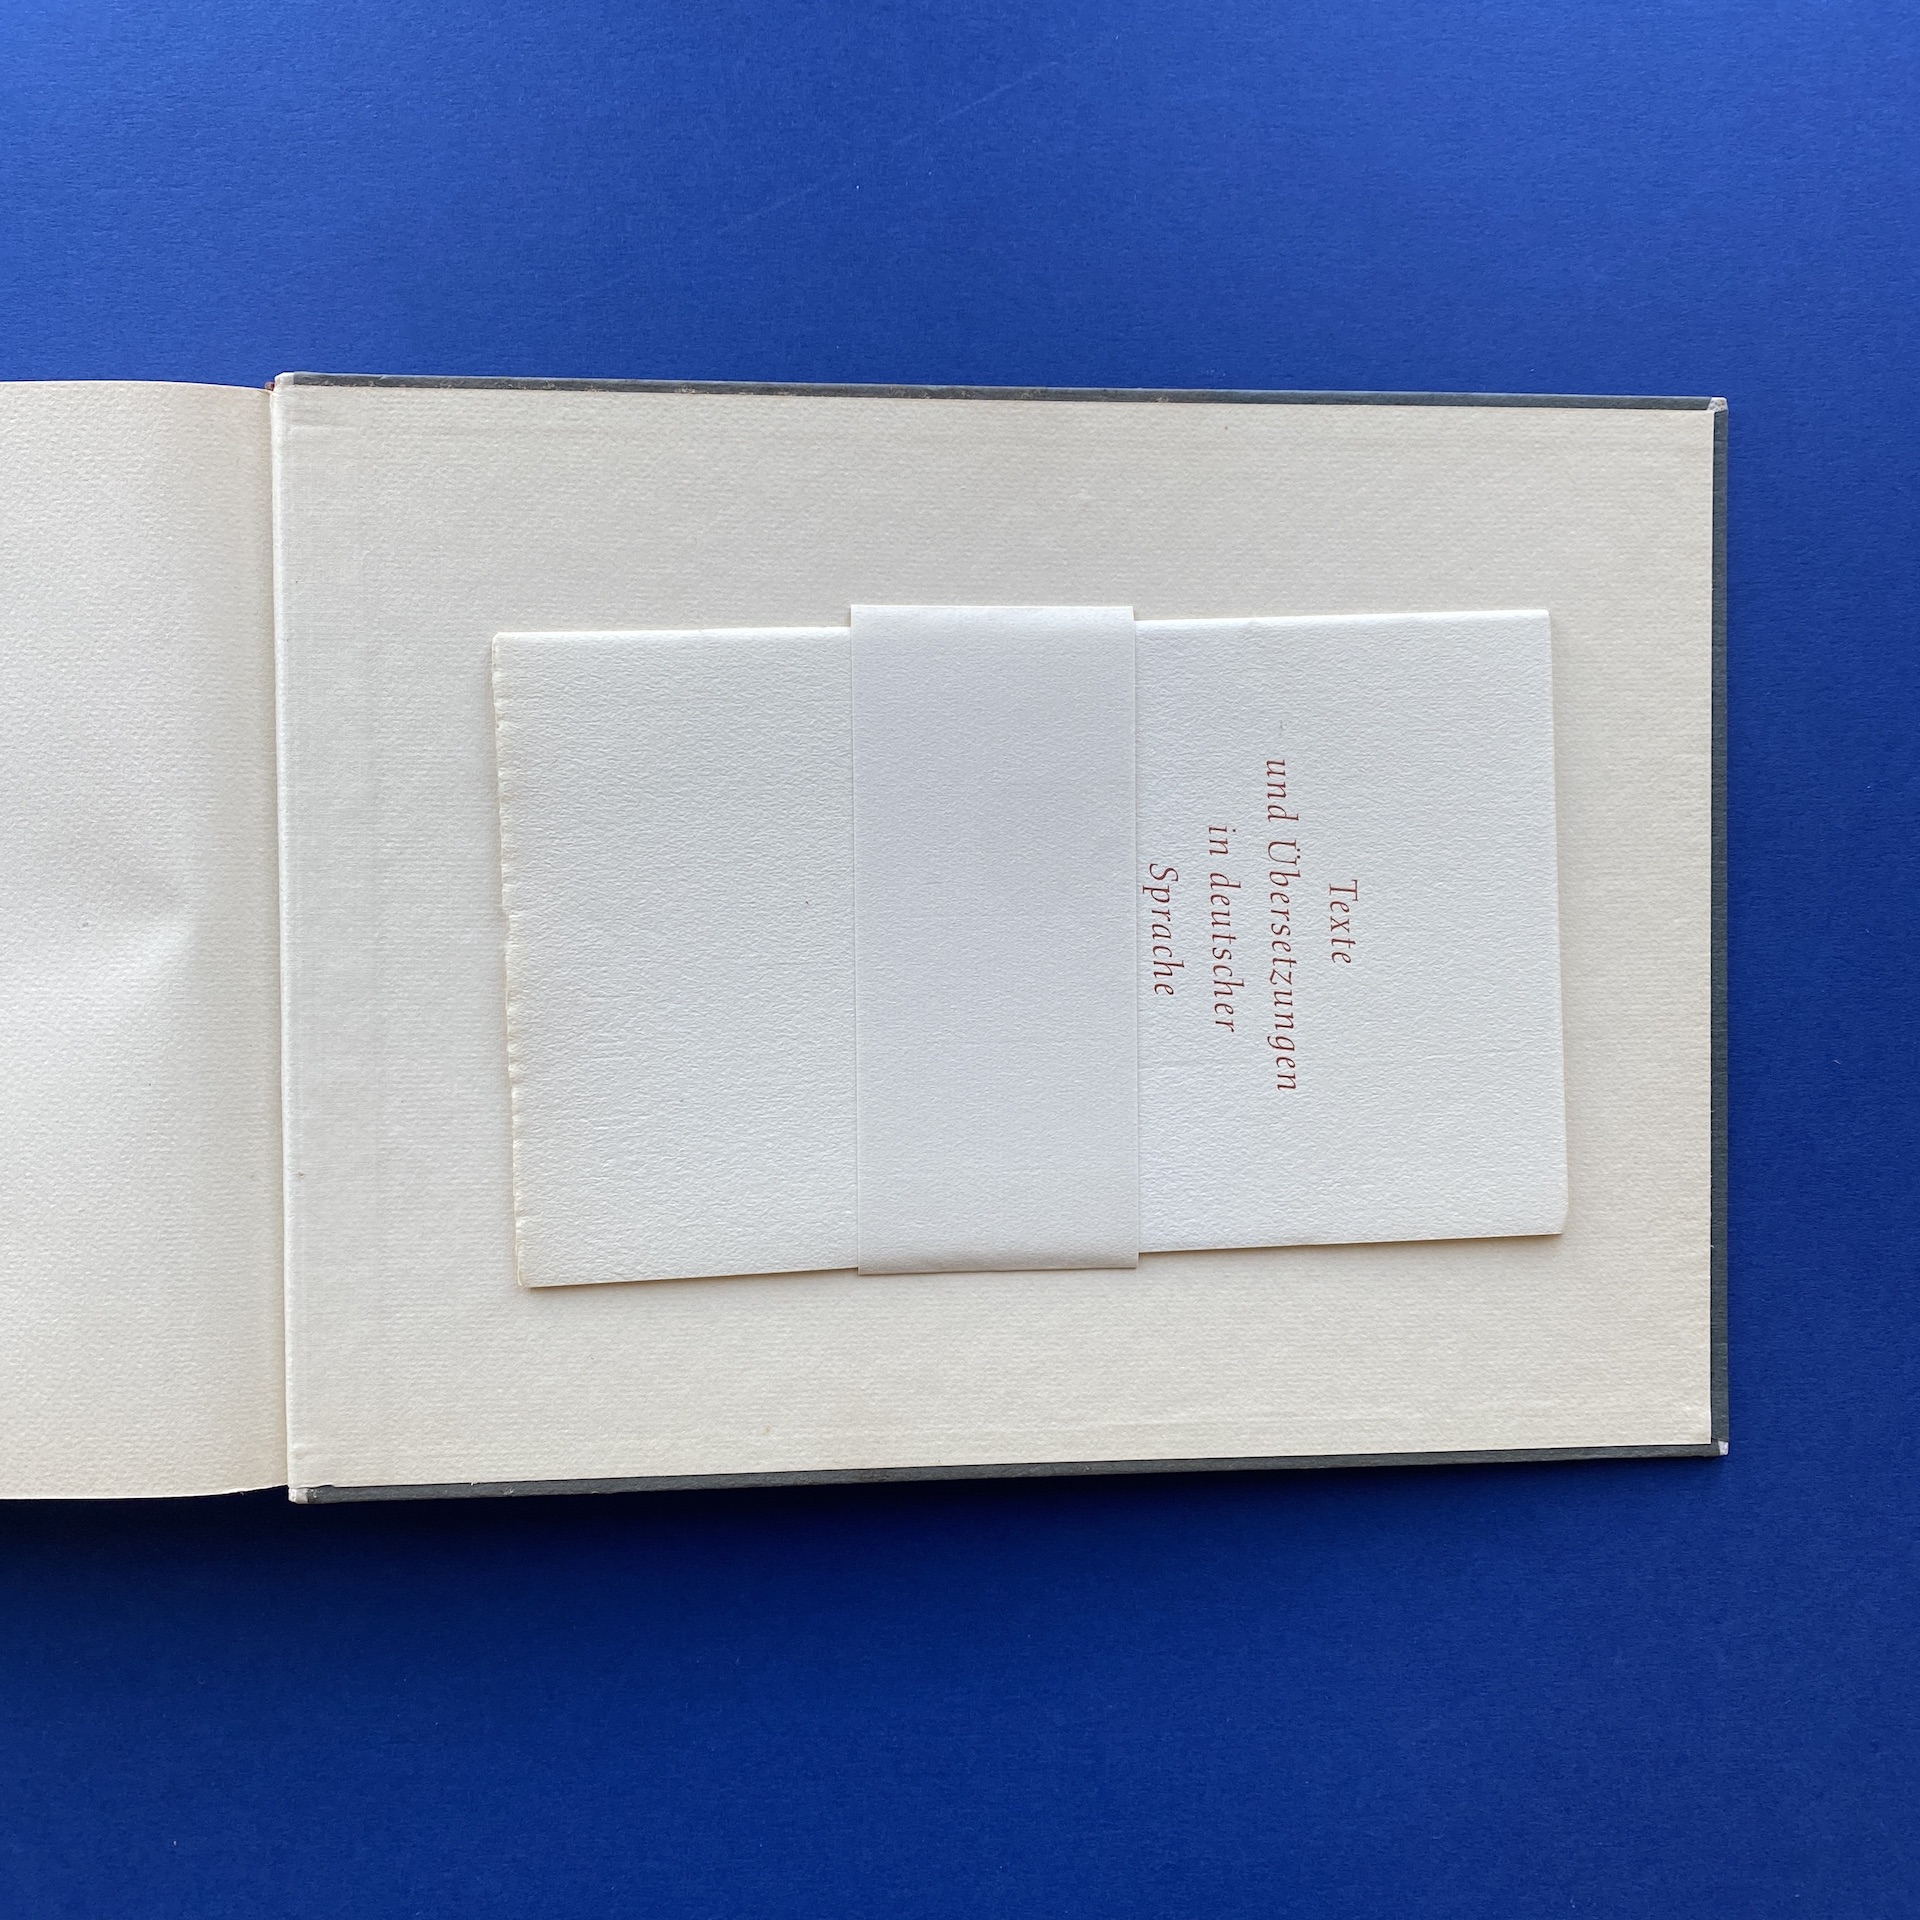 Texte
und Übersetzungen
in deutscher
Sprache